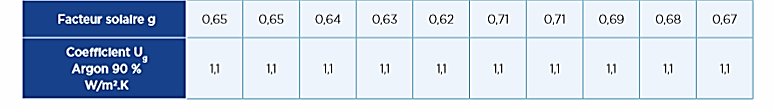 Facteur solaire g 0,65 0,65 0,64 0,63 0,62 0,71 0,71 0,69 0,68 0,67
Coefficient Ug
Argon 90 % 1,1 1,1 1,1 1,1 1,1 1,1 1,1 1,1 1,1 1,1
W/m².K